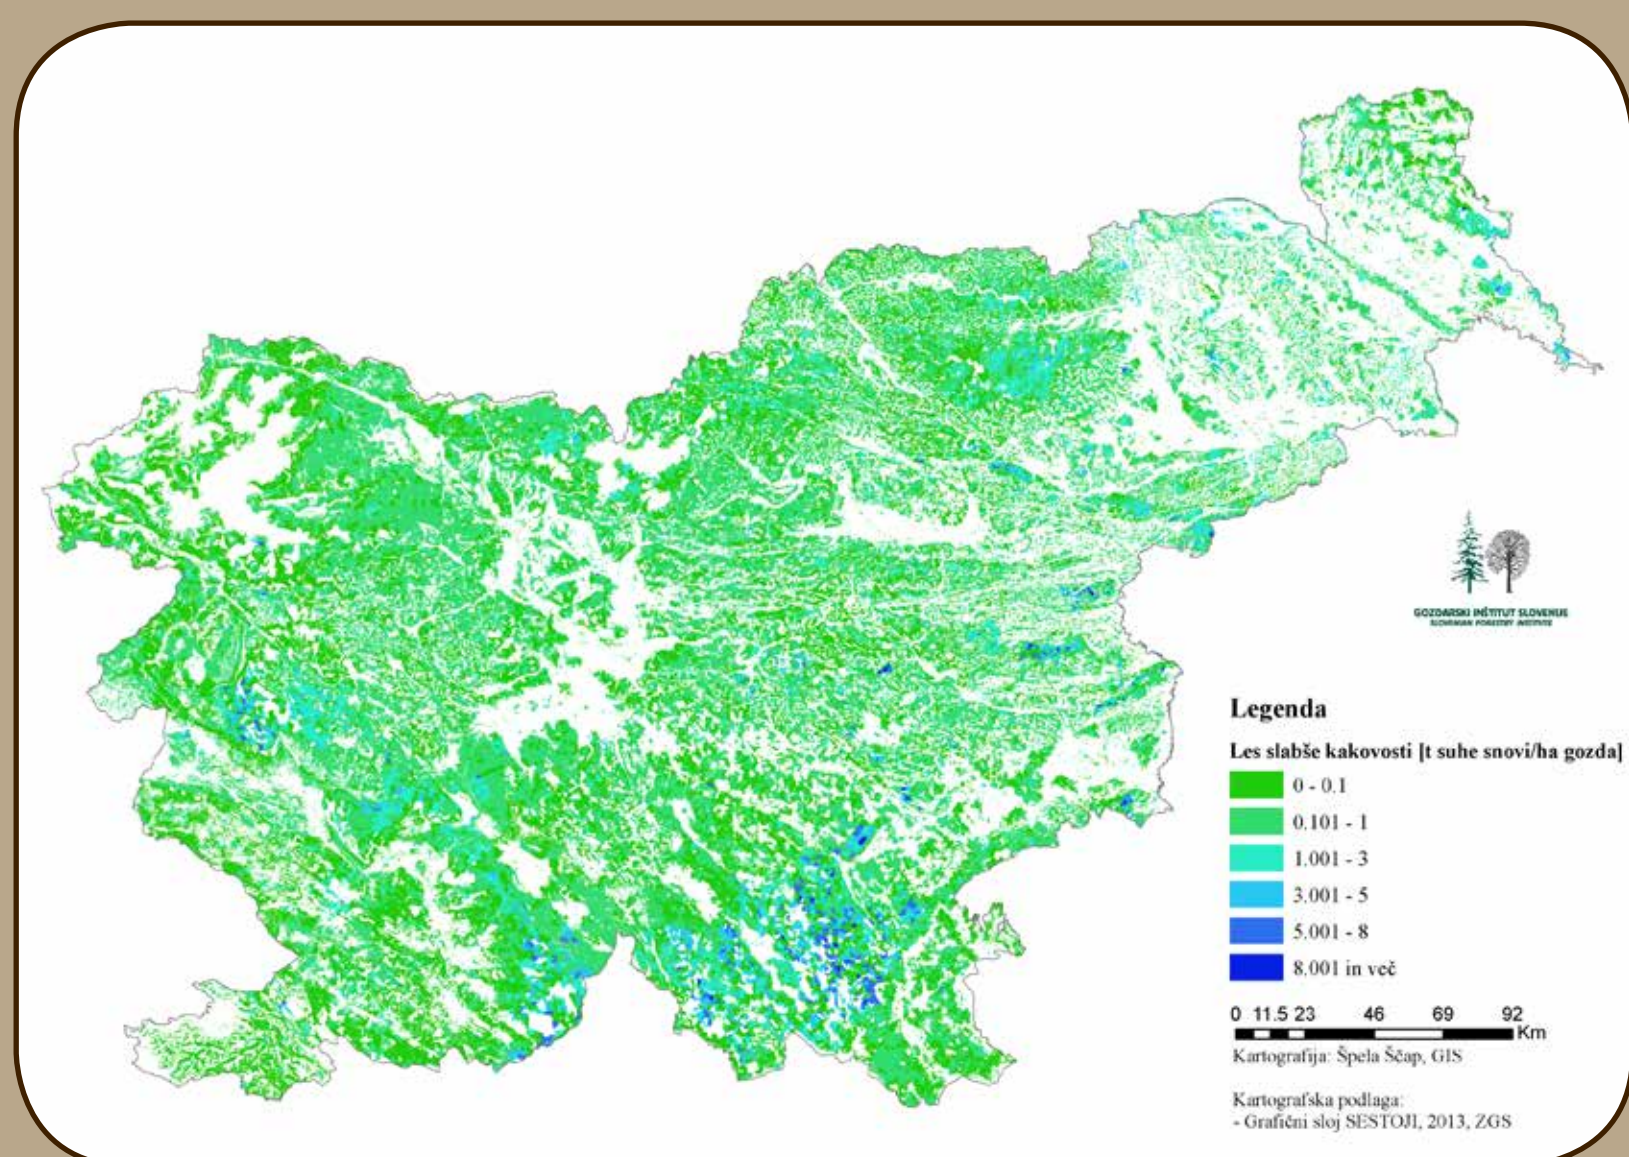 GOZDARSKI INŠTITUT SLOVENIJE
SLOVENIAN FORESTRY INSTITUTE
Legenda
Les slabše kakovosti [t suhe snovi/ha gozda]
0 - 0.1
0.101 - 1
1.001 - 3
3.001 - 5
5.001 - 8
8.001 in več
0 11.5 23 46 69 92
Km
Kartografija: Špela Ščap, GIS
Kartografska podlaga:
- Grafični sloj SESTOJI, 2013, ZGS